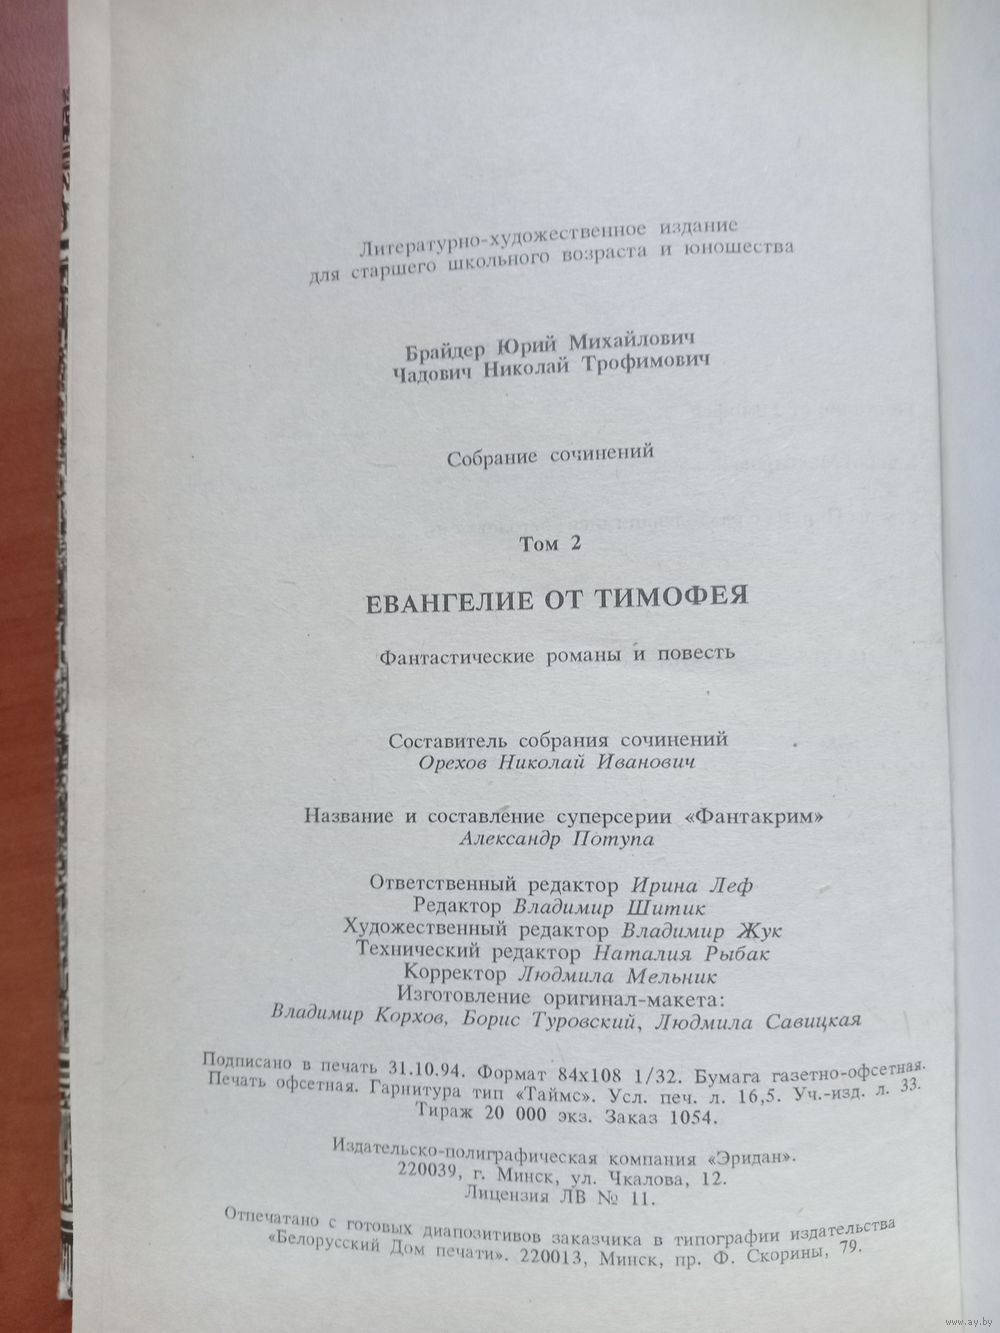 Литературно-художественное издание
для старшего школьного возраста и юношества
Брайдер Юрий Михайлович
Чадович Николай Трофимович
Собрание сочинений
Том 2
ЕВАНГЕЛИЕ ОТ ТИМОФЕЯ
Фантастические романы и повесть
Составитель собрания сочинений
Орехов Николай Иванович
Название и составление суперсерии «Фантакрим»
Александр Потупа
Ответственный редактор Ирина Леф
Редактор Владимир Шитик
Художественный редактор Владимир Жук
Технический редактор Наталия Рыбак
Корректор Людмила Мельник
Изготовление оригинал-макета:
Владимир Корхов, Борис Туровский, Людмила Савицкая
Подписано в печать 31.10.94. Формат 84х108 1/32. Бумага газетно-офсетная.
Печать офсетная. Гарнитура тип «Таймс». Усл. печ. л. 16,5. Уч.-изд. л. 33.
Тираж 20 000 экз. Заказ 1054.
Издательско-полиграфическая компания «Эридан».
220039, г. Минск, ул. Чкалова, 12.
Лицензия ЛВ № 11.
Отпечатано с готовых диапозитивов заказчика в типографии издательства
«Белорусский Дом печати». 220013, Минск, пр. Ф. Скорины, 79.
www.ay.by